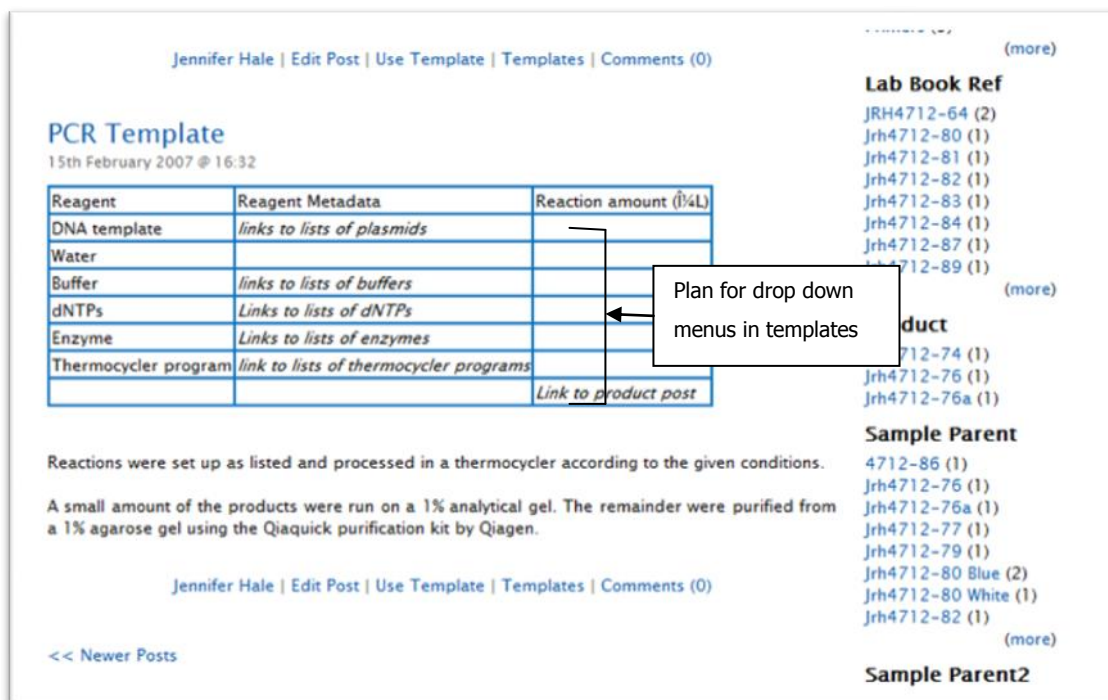 Jennifer Hale | Edit Post | Use Template | Templates | Comments (0)
PCR Template
15th February 2007 @ 16:32
Reagent Reagent Metadata Reaction amount (μL)
DNA template links to lists of plasmids
Water
Buffer links to lists of buffers
dNTPs Links to lists of dNTPs
Enzyme Links to lists of enzymes
Thermocycler program link to lists of thermocycler programs
Link to product post
Plan for drop down
menus in templates
Reactions were set up as listed and processed in a thermocycler according to the given conditions.
A small amount of the products were run on a 1% analytical gel. The remainder were purified from
a 1% agarose gel using the Qiaquick purification kit by Qiagen.
Jennifer Hale | Edit Post | Use Template | Templates | Comments (0)
<< Newer Posts
(more)
Lab Book Ref
JRH4712-64 (2)
Jrh4712-80 (1)
Jrh4712-81 (1)
Jrh4712-82 (1)
Jrh4712-83 (1)
Jrh4712-84 (1)
Jrh4712-87 (1)
712-89 (1)
(more)
duct
712-74 (1)
Jrh4712-76 (1)
Jrh4712-76a (1)
Sample Parent
4712-86 (1)
Jrh4712-76 (1)
Jrh4712-76a (1)
Jrh4712-77 (1)
Jrh4712-79 (1)
Jrh4712-80 Blue (2)
Jrh4712-80 White (1)
Jrh4712-82 (1)
(more)
Sample Parent2